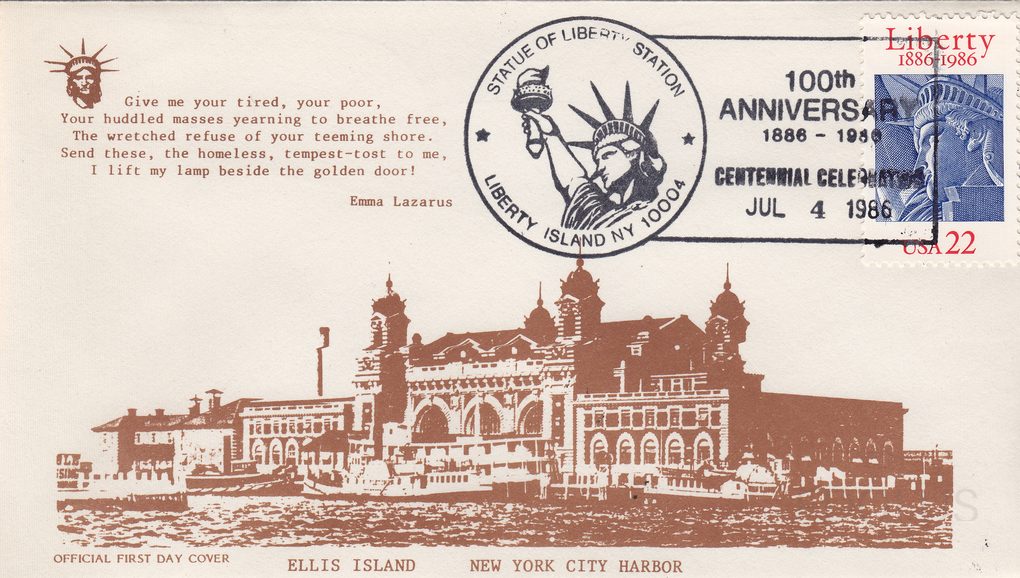 Give me your tired, your poor,
Your huddled masses yearning to breathe free,
The wretched refuse of your teeming shore.
Send these, the homeless, tempest-tost to me,
I lift my lamp beside the golden door!
Emma Lazarus
STATUE OF LIBERTY STATION
LIBERTY ISLAND NY 10004
100th
ANNIVERSARY
1886 - 1986
CENTENNIAL CELEBRATION
JUL 4 1986
Liberty
1886-1986
USA 22
OFFICIAL FIRST DAY COVER
ELLIS ISLAND NEW YORK CITY HARBOR